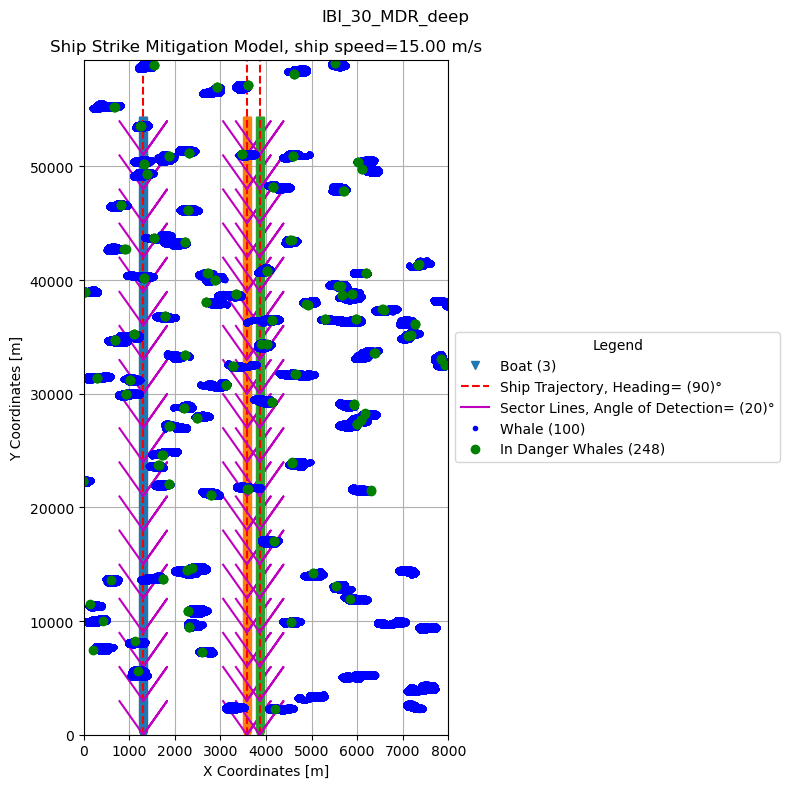 IBI_30_MDR_deep
Ship Strike Mitigation Model, ship speed=15.00 m/s
50000
40000
30000
20000
10000
0
0 1000 2000 3000 4000 5000 6000 7000 8000
X Coordinates [m]
Y Coordinates [m]
Legend
Boat (3)
Ship Trajectory, Heading= (90)°
Sector Lines, Angle of Detection= (20)°
Whale (100)
In Danger Whales (248)